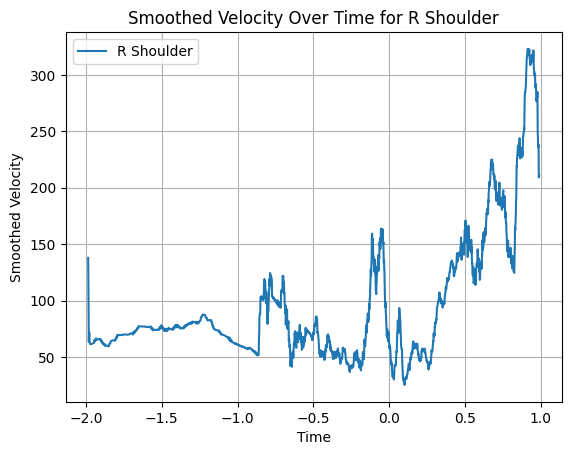 Smoothed Velocity Over Time for R Shoulder
R Shoulder
Smoothed Velocity
300
250
200
150
100
50
−2.0 −1.5 −1.0 −0.5 0.0 0.5 1.0
Time